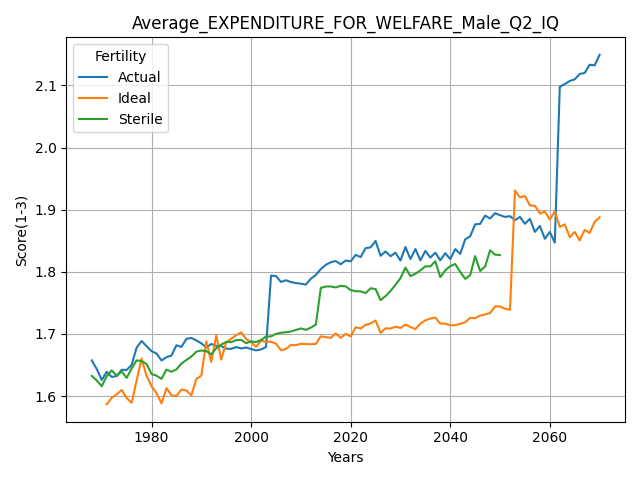 Average_EXPENDITURE_FOR_WELFARE_Male_Q2_IQ
Fertility
Actual
Ideal
Sterile
Score(1-3)
2.1
2.0
1.9
1.8
1.7
1.6
1980 2000 2020 2040 2060
Years